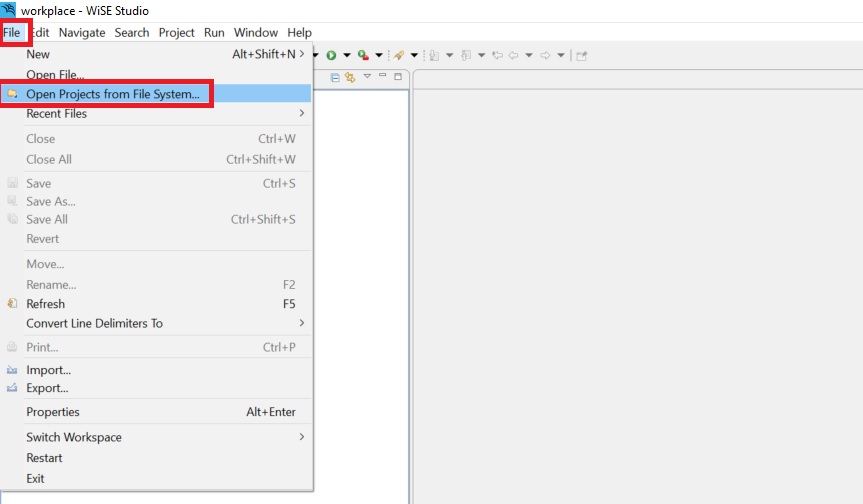 workplace - WiSE Studio
File Edit Navigate Search Project Run Window Help
New Alt+Shift+N
Open File...
Open Projects from File System...
Recent Files
Close Ctrl+W
Close All Ctrl+Shift+W
Save Ctrl+S
Save As...
Save All Ctrl+Shift+S
Revert
Move...
Rename... F2
Refresh F5
Convert Line Delimiters To
Print... Ctrl+P
Import...
Export...
Properties Alt+Enter
Switch Workspace
Restart
Exit